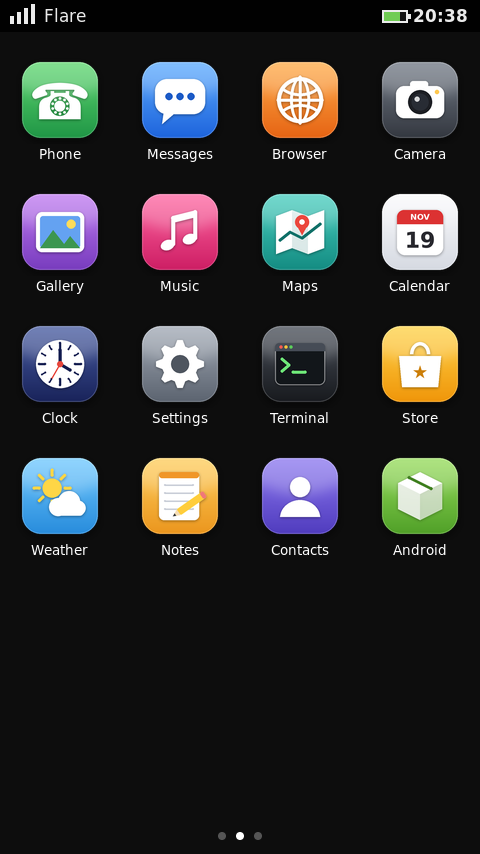 Flare 20:38
Phone Messages Browser Camera
NOV
19
Gallery Music Maps Calendar
Clock Settings Terminal Store
Weather Notes Contacts Android